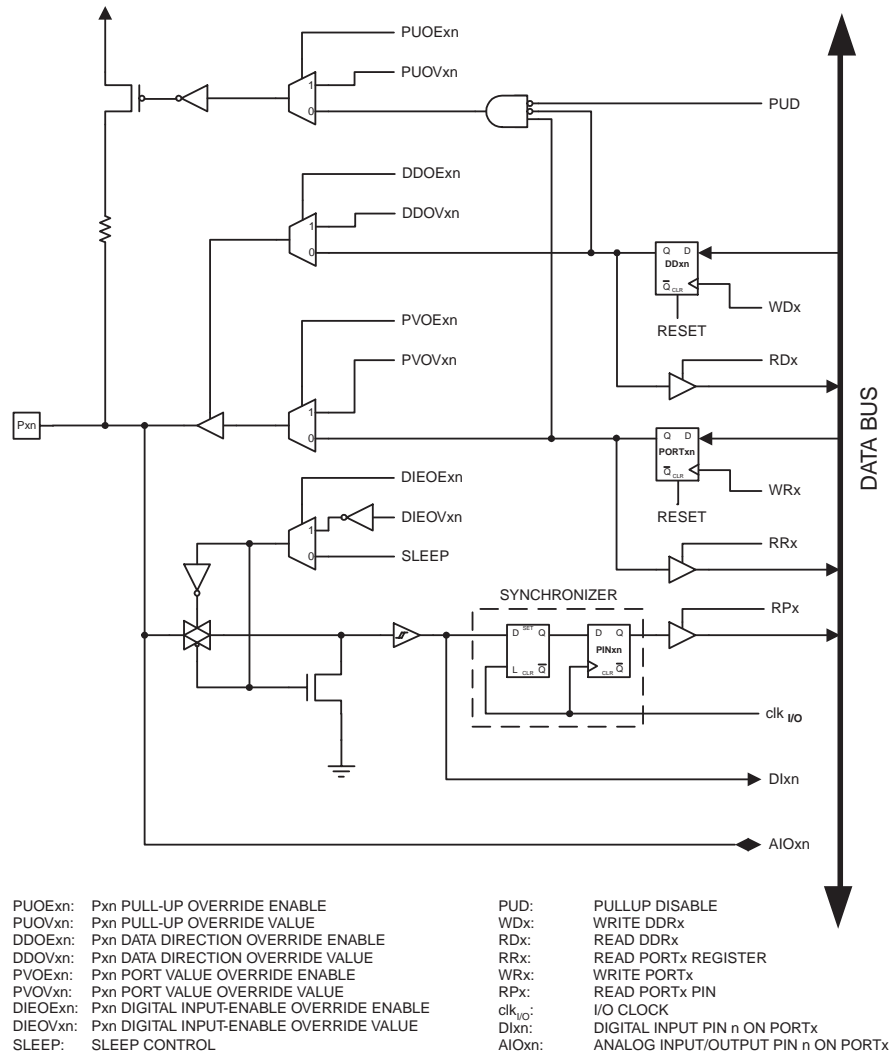 PUOExn
PUOVxn
1
0
PUD
DDOExn
DDOVxn
1
0
Q D
DDxn
Q CLR
WDx
RESET
PVOExn
RDx
PVOVxn
Pxn
1
0
Q D
PORTxn
Q CLR
DATA BUS
DIEOExn
WRx
DIEOVxn
RESET
1
0
SLEEP
RRx
SYNCHRONIZER
RPx
D SET Q
D Q
PINxn
L CLR Q
CLR Q
clk I/O
DIxn
AIOxn
PUOExn: Pxn PULL-UP OVERRIDE ENABLE
PUOVxn: Pxn PULL-UP OVERRIDE VALUE
DDOExn: Pxn DATA DIRECTION OVERRIDE ENABLE
DDOVxn: Pxn DATA DIRECTION OVERRIDE VALUE
PVOExn: Pxn PORT VALUE OVERRIDE ENABLE
PVOVxn: Pxn PORT VALUE OVERRIDE VALUE
DIEOExn: Pxn DIGITAL INPUT-ENABLE OVERRIDE ENABLE
DIEOVxn: Pxn DIGITAL INPUT-ENABLE OVERRIDE VALUE
SLEEP: SLEEP CONTROL
PUD: PULLUP DISABLE
WDx: WRITE DDRx
RDx: READ DDRx
RRx: READ PORTx REGISTER
WRx: WRITE PORTx
RPx: READ PORTx PIN
clkI/O: I/O CLOCK
DIxn: DIGITAL INPUT PIN n ON PORTx
AIOxn: ANALOG INPUT/OUTPUT PIN n ON PORTx